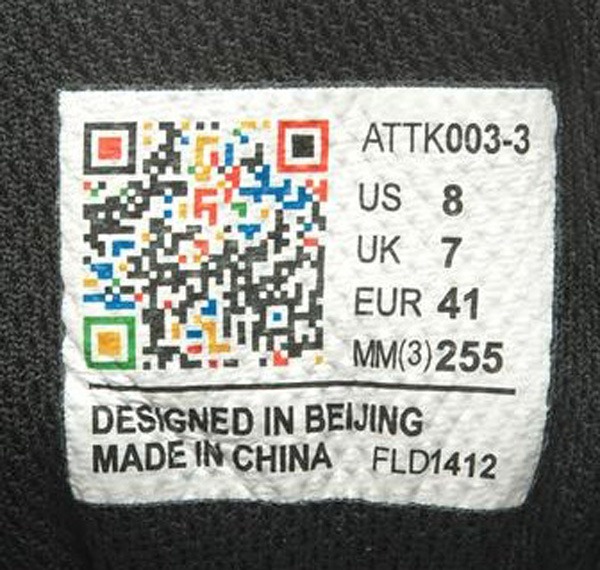 ATTK003-3
US 8
UK 7
EUR 41
MM(3)255
DESIGNED IN BEIJING
MADE IN CHINA FLD1412